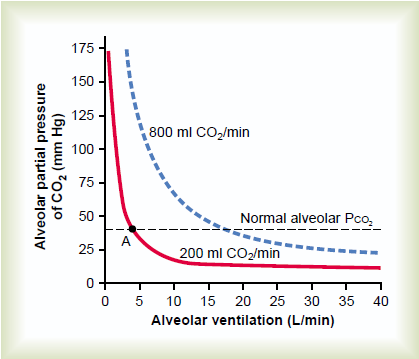 Alveolar partial pressure
of CO₂ (mm Hg)
175
150
125
100
75
50
25
0
800 ml CO₂/min
Normal alveolar PCO₂
A
200 ml CO₂/min
0 5 10 15 20 25 30 35 40
Alveolar ventilation (L/min)